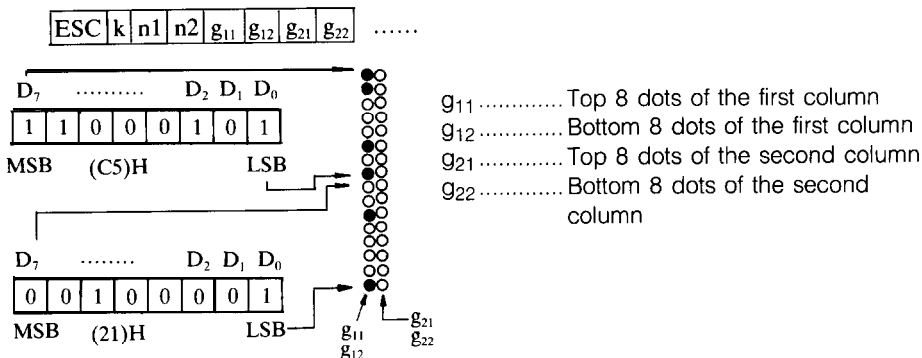 ESC k n1 n2 g₁₁ g₁₂ g₂₁ g₂₂ ......
D₇ .......... D₂ D₁ D₀
1 1 0 0 0 1 0 1
MSB (C5)H LSB
D₇ ........ D₂ D₁ D₀
0 0 1 0 0 0 0 1
MSB (21)H LSB
g₁₁ g₂₁
g₁₂ g₂₂
g₁₁ ............. Top 8 dots of the first column
g₁₂ ............. Bottom 8 dots of the first column
g₂₁ ............. Top 8 dots of the second column
g₂₂ ............. Bottom 8 dots of the second
column